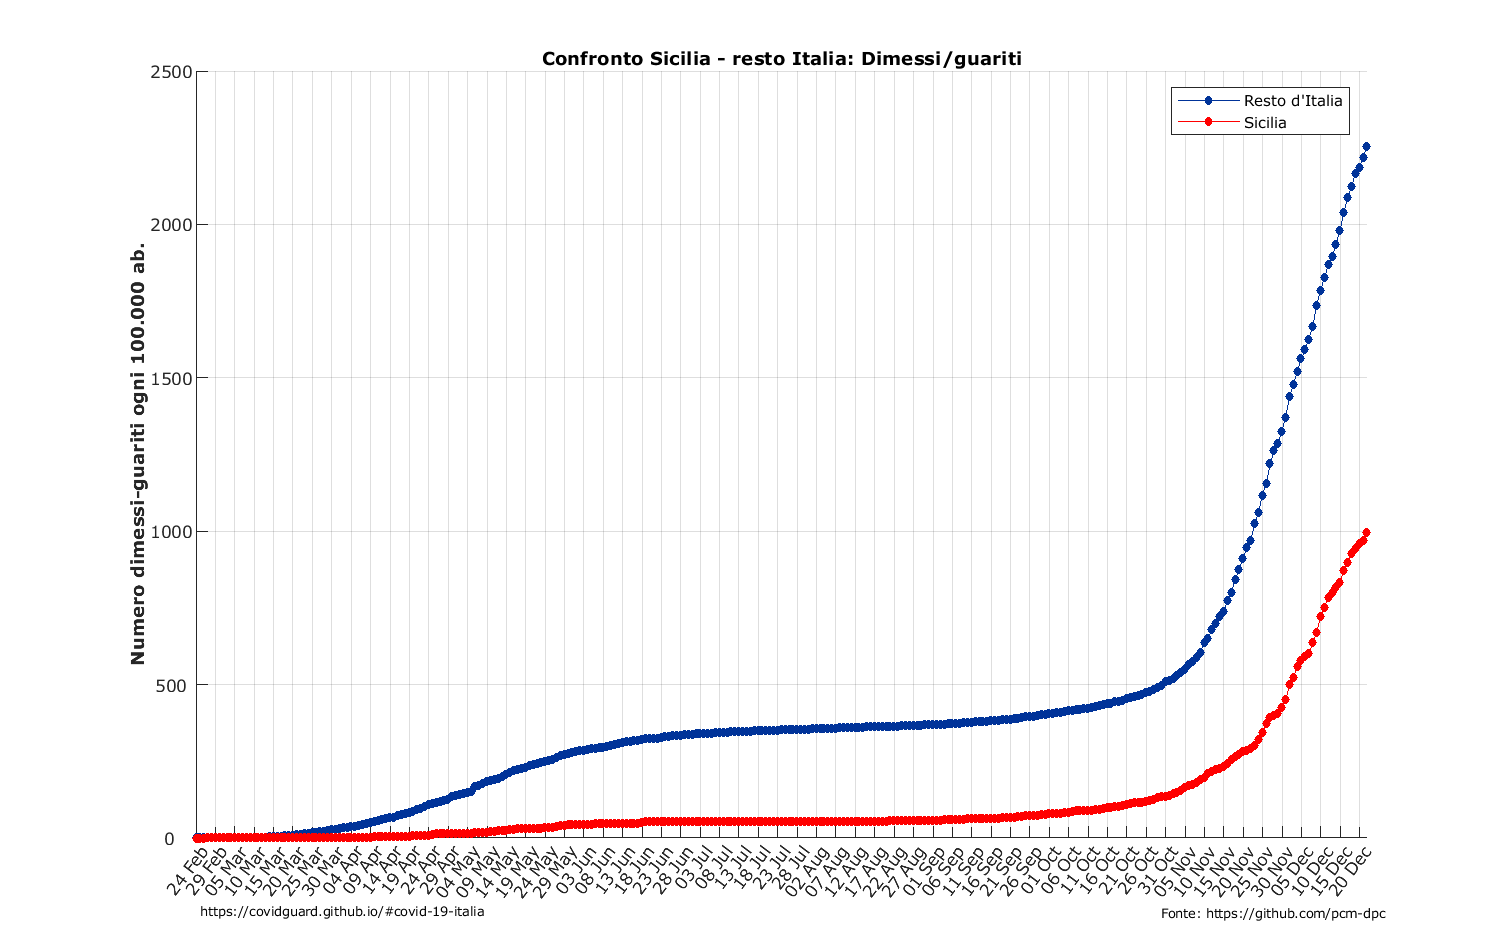 Confronto Sicilia - resto Italia: Dimessi/guariti
Resto d'Italia
Sicilia
Numero dimessi-guariti ogni 100.000 ab.
2500
2000
1500
1000
500
0
24 Feb
29 Feb
05 Mar
10 Mar
15 Mar
20 Mar
25 Mar
30 Mar
04 Apr
09 Apr
14 Apr
19 Apr
24 Apr
29 Apr
04 May
09 May
14 May
19 May
24 May
29 May
03 Jun
08 Jun
13 Jun
18 Jun
23 Jun
28 Jun
03 Jul
08 Jul
13 Jul
18 Jul
23 Jul
28 Jul
02 Aug
07 Aug
12 Aug
17 Aug
22 Aug
27 Aug
01 Sep
06 Sep
11 Sep
16 Sep
21 Sep
26 Sep
01 Oct
06 Oct
11 Oct
16 Oct
21 Oct
26 Oct
31 Oct
05 Nov
10 Nov
15 Nov
20 Nov
25 Nov
30 Nov
05 Dec
10 Dec
15 Dec
20 Dec
https://covidguard.github.io/#covid-19-italia
Fonte: https://github.com/pcm-dpc